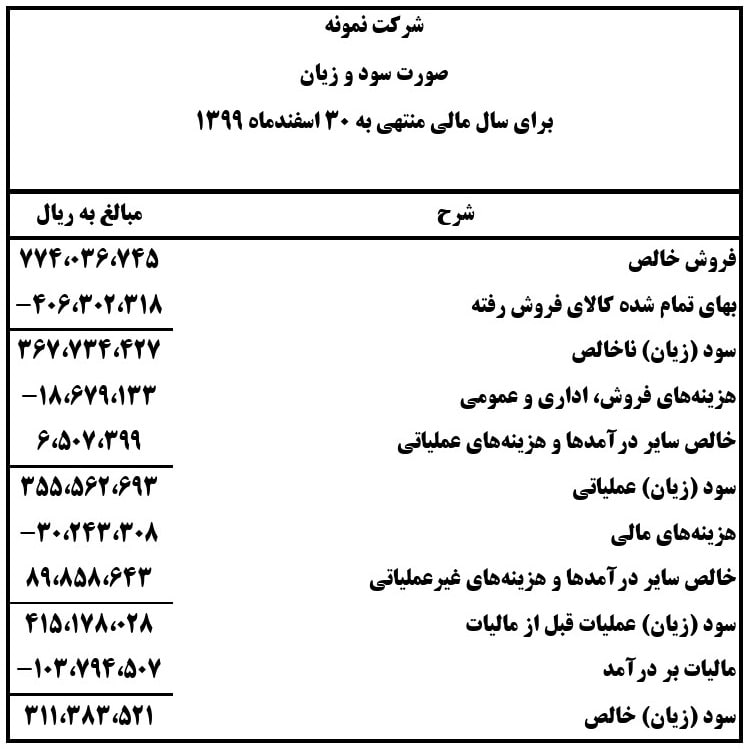 شرکت نمونه
صورت سود و زیان
برای سال مالی منتهی به ۳۰ اسفندماه ۱۳۹۹
شرح مبالغ به ریال
فروش خالص ۷۷۴،۰۳۶،۷۴۵
بهای تمام شده کالای فروش رفته ۴۰۶،۳۰۲،۳۱۸-
سود (زیان) ناخالص ۳۶۷،۷۳۴،۴۲۷
هزینه‌های فروش، اداری و عمومی ۱۸،۶۷۹،۱۳۳-
خالص سایر درآمدها و هزینه‌های عملیاتی ۶،۵۰۷،۳۹۹
سود (زیان) عملیاتی ۳۵۵،۵۶۲،۶۹۳
هزینه‌های مالی ۳۰،۲۴۳،۳۰۸-
خالص سایر درآمدها و هزینه‌های غیرعملیاتی ۸۹،۸۵۸،۶۴۳
سود (زیان) عملیات قبل از مالیات ۴۱۵،۱۷۸،۰۲۸
مالیات بر درآمد ۱۰۳،۷۹۴،۵۰۷-
سود (زیان) خالص ۳۱۱،۳۸۳،۵۲۱